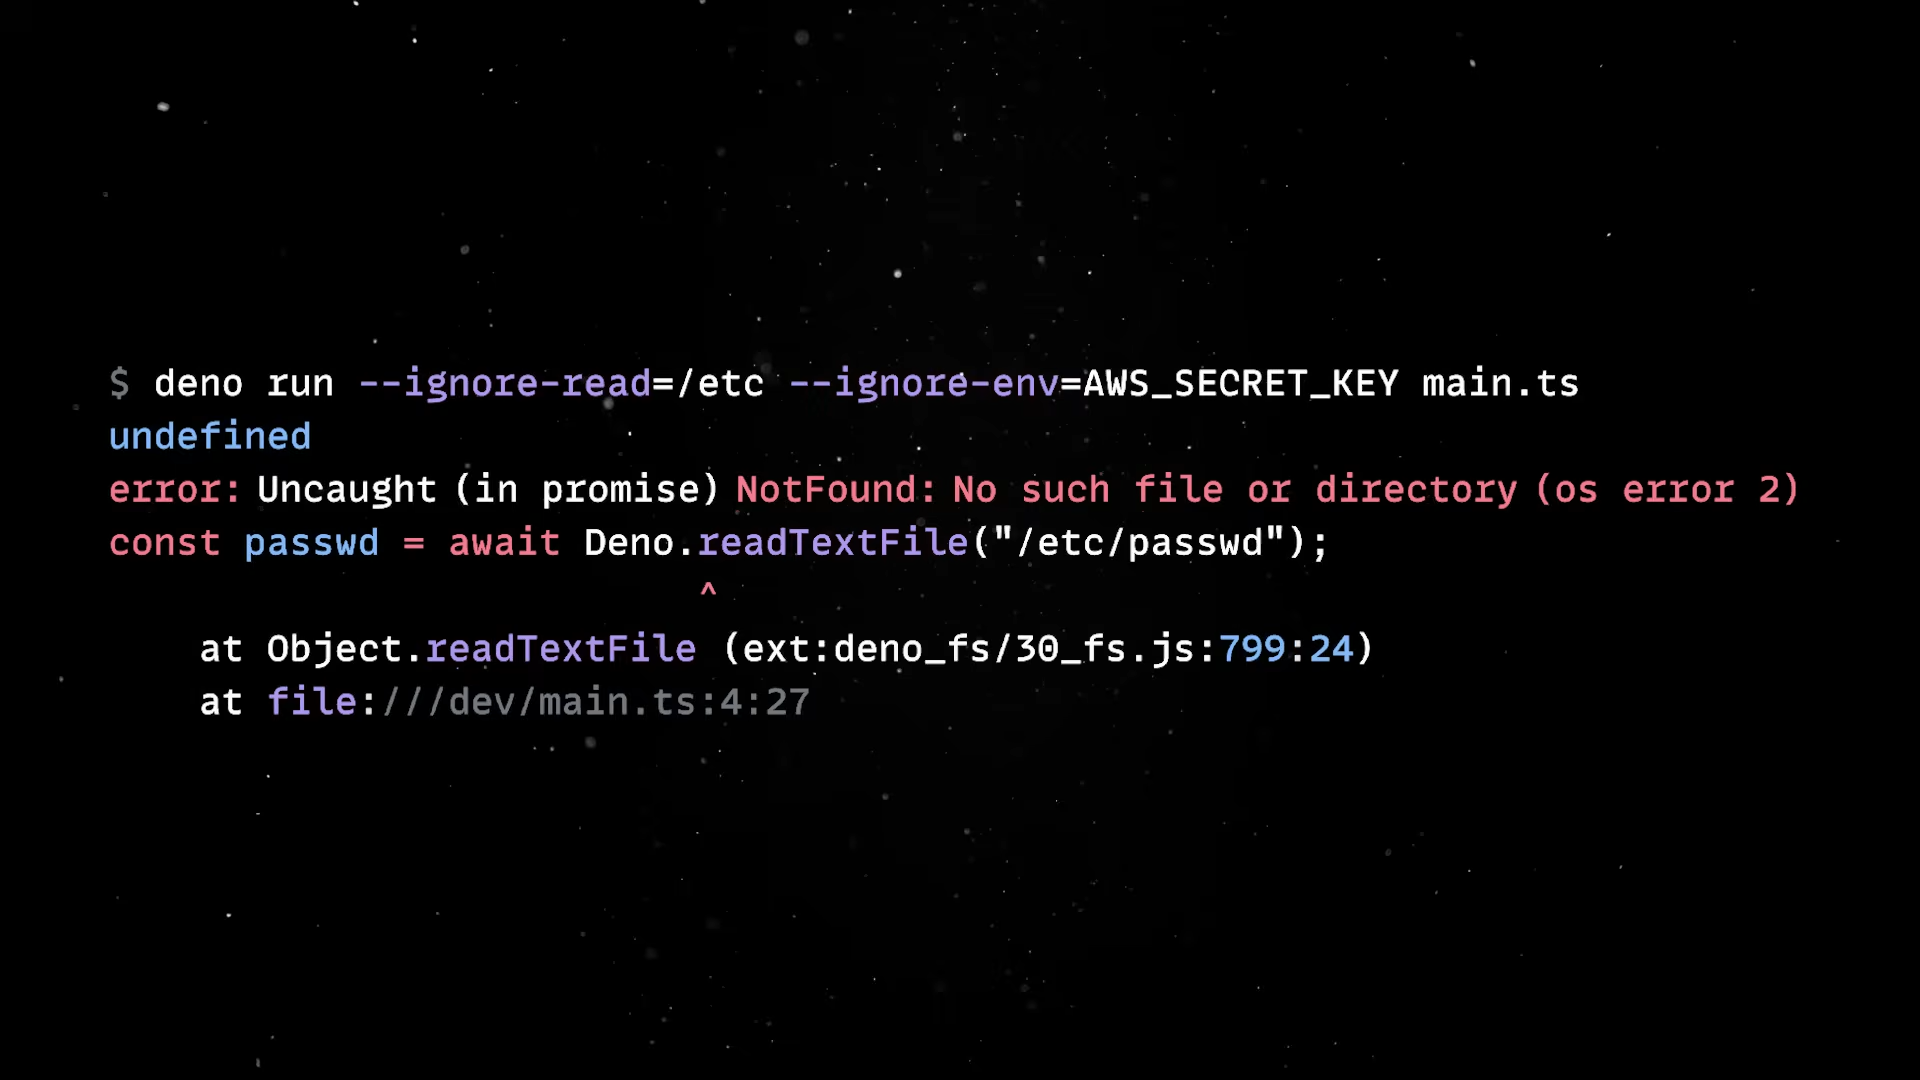 $ deno run --ignore-read=/etc --ignore-env=AWS_SECRET_KEY main.ts
undefined
error: Uncaught (in promise) NotFound: No such file or directory (os error 2)
const passwd = await Deno.readTextFile("/etc/passwd");
^
at Object.readTextFile (ext:deno_fs/30_fs.js:799:24)
at file:///dev/main.ts:4:27